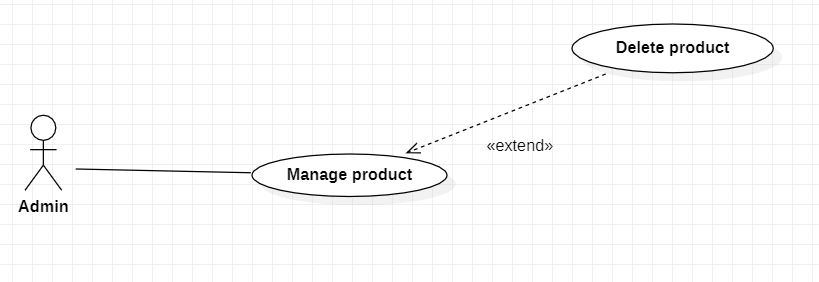 Delete product
«extend»
Manage product
Admin